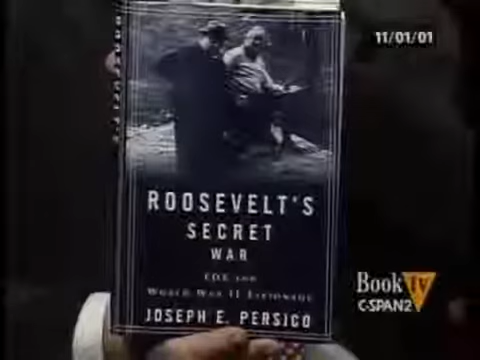 11/01/01
ROOSEVELT'S
SECRET
WAR
FDR AND
WORLD WAR II ESPIONAGE
JOSEPH E. PERSICO
Book TV
C-SPAN2